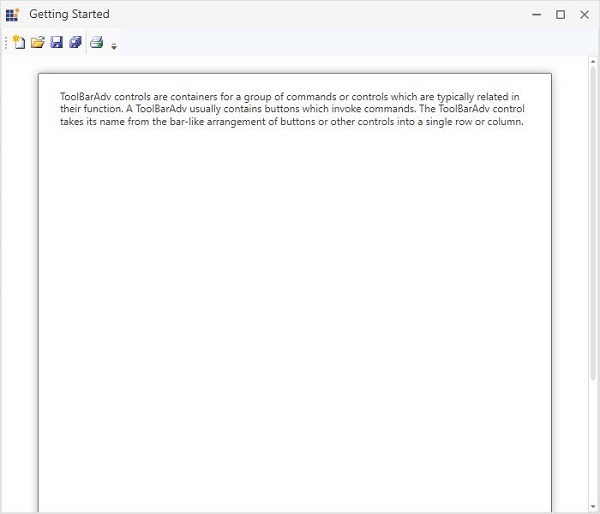 Getting Started
ToolBarAdv controls are containers for a group of commands or controls which are typically related in
their function. A ToolBarAdv usually contains buttons which invoke commands. The ToolBarAdv control
takes its name from the bar-like arrangement of buttons or other controls into a single row or column.